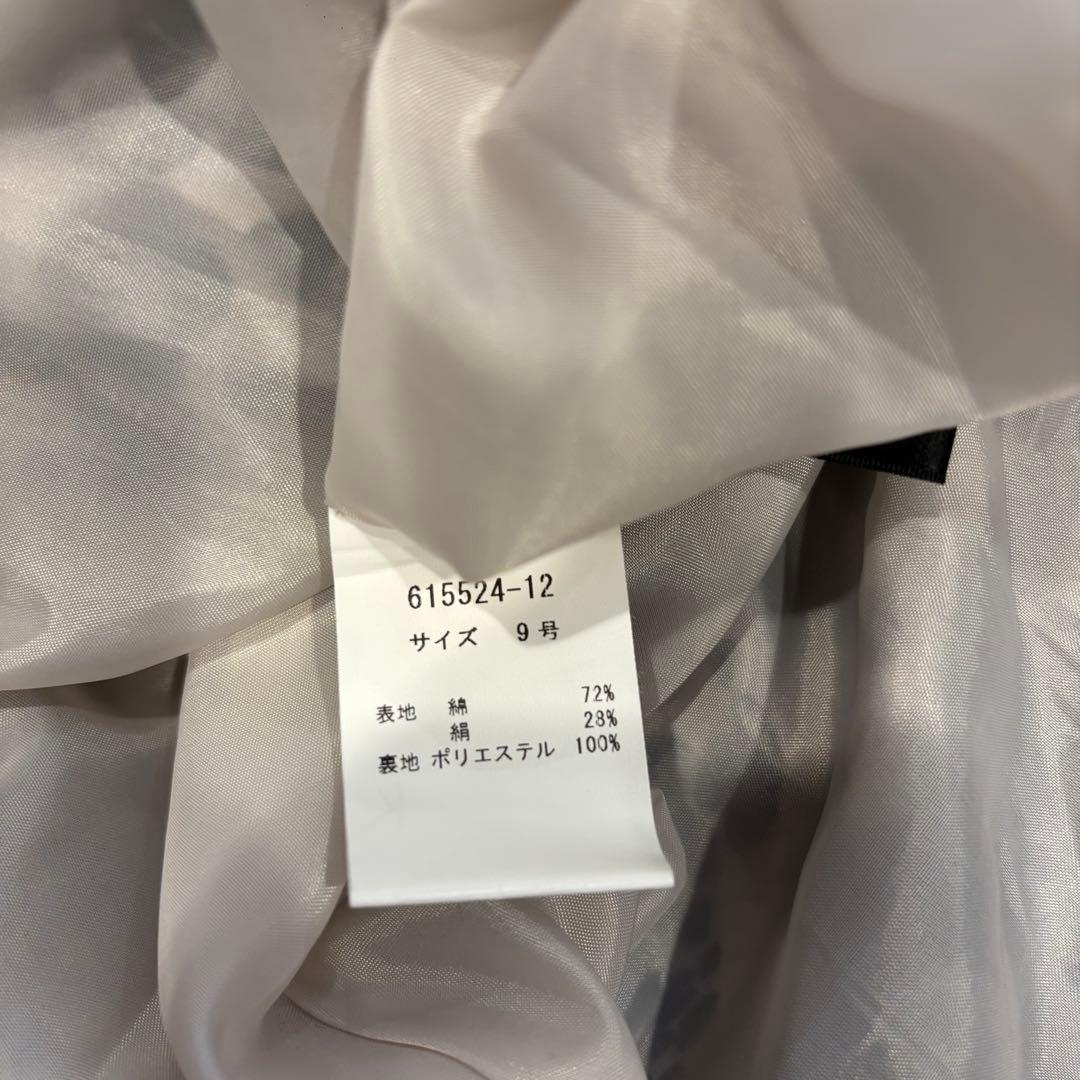 615524-12
サイズ 9号
表地 綿 72%
絹 28%
裏地 ポリエステル 100%